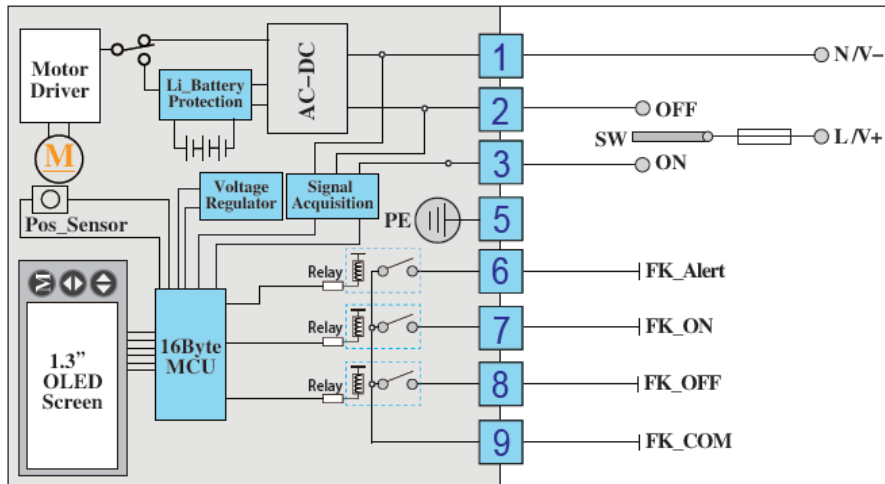 Motor
Driver
Li_Battery
Protection
AC-DC
1
N/V-
2
OFF
SW
L/V+
3
ON
M
Pos_Sensor
Voltage
Regulator
Signal
Acquisition
PE
5
M
1.3”
OLED
Screen
16Byte
MCU
Relay
6
FK_Alert
Relay
7
FK_ON
Relay
8
FK_OFF
9
FK_COM